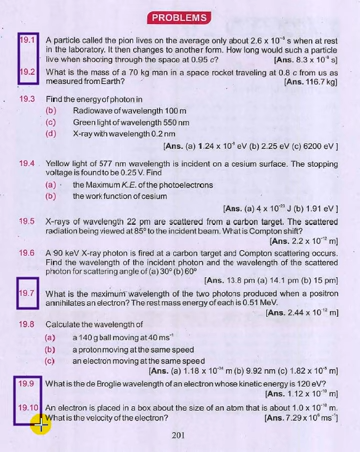 PROBLEMS
19.1 A particle called the pion lives on the average only about 2.6 x 10⁻⁸ s when at rest
in the laboratory. It then changes to another form. How long would such a particle
live when shooting through the space at 0.95 c? [Ans. 8.3 x 10⁻⁸ s]
19.2 What is the mass of a 70 kg man in a space rocket traveling at 0.8 c from us as
measured from Earth? [Ans. 116.7 kg]
19.3 Find the energy of photon in
(b) Radiowave of wavelength 100 m
(c) Green light of wavelength 550 nm
(d) X-ray with wavelength 0.2 nm
[Ans. (a) 1.24 x 10⁻⁸ eV (b) 2.25 eV (c) 6200 eV ]
19.4 Yellow light of 577 nm wavelength is incident on a cesium surface. The stopping
voltage is found to be 0.25 V. Find
(a) the Maximum K.E. of the photoelectrons
(b) the work function of cesium
[Ans. (a) 4 x 10⁻²⁰ J (b) 1.91 eV ]
19.5 X-rays of wavelength 22 pm are scattered from a carbon target. The scattered
radiation being viewed at 85° to the incident beam. What is Compton shift?
[Ans. 2.2 x 10⁻¹² m]
19.6 A 90 keV X-ray photon is fired at a carbon target and Compton scattering occurs.
Find the wavelength of the incident photon and the wavelength of the scattered
photon for scattering angle of (a) 30° (b) 60°
[Ans. 13.8 pm (a) 14.1 pm (b) 15 pm]
19.7 What is the maximum wavelength of the two photons produced when a positron
annihilates an electron? The rest mass energy of each is 0.51 MeV.
[Ans. 2.44 x 10⁻¹² m]
19.8 Calculate the wavelength of
(a) a 140 g ball moving at 40 ms⁻¹
(b) a proton moving at the same speed
(c) an electron moving at the same speed
[Ans. (a) 1.18 x 10⁻³⁴ m (b) 9.92 nm (c) 1.82 x 10⁻⁵ m]
19.9 What is the de Broglie wavelength of an electron whose kinetic energy is 120 eV?
[Ans. 1.12 x 10⁻¹⁰ m]
19.10 An electron is placed in a box about the size of an atom that is about 1.0 x 10⁻¹⁰ m.
What is the velocity of the electron? [Ans. 7.29 x 10⁶ ms⁻¹]
201